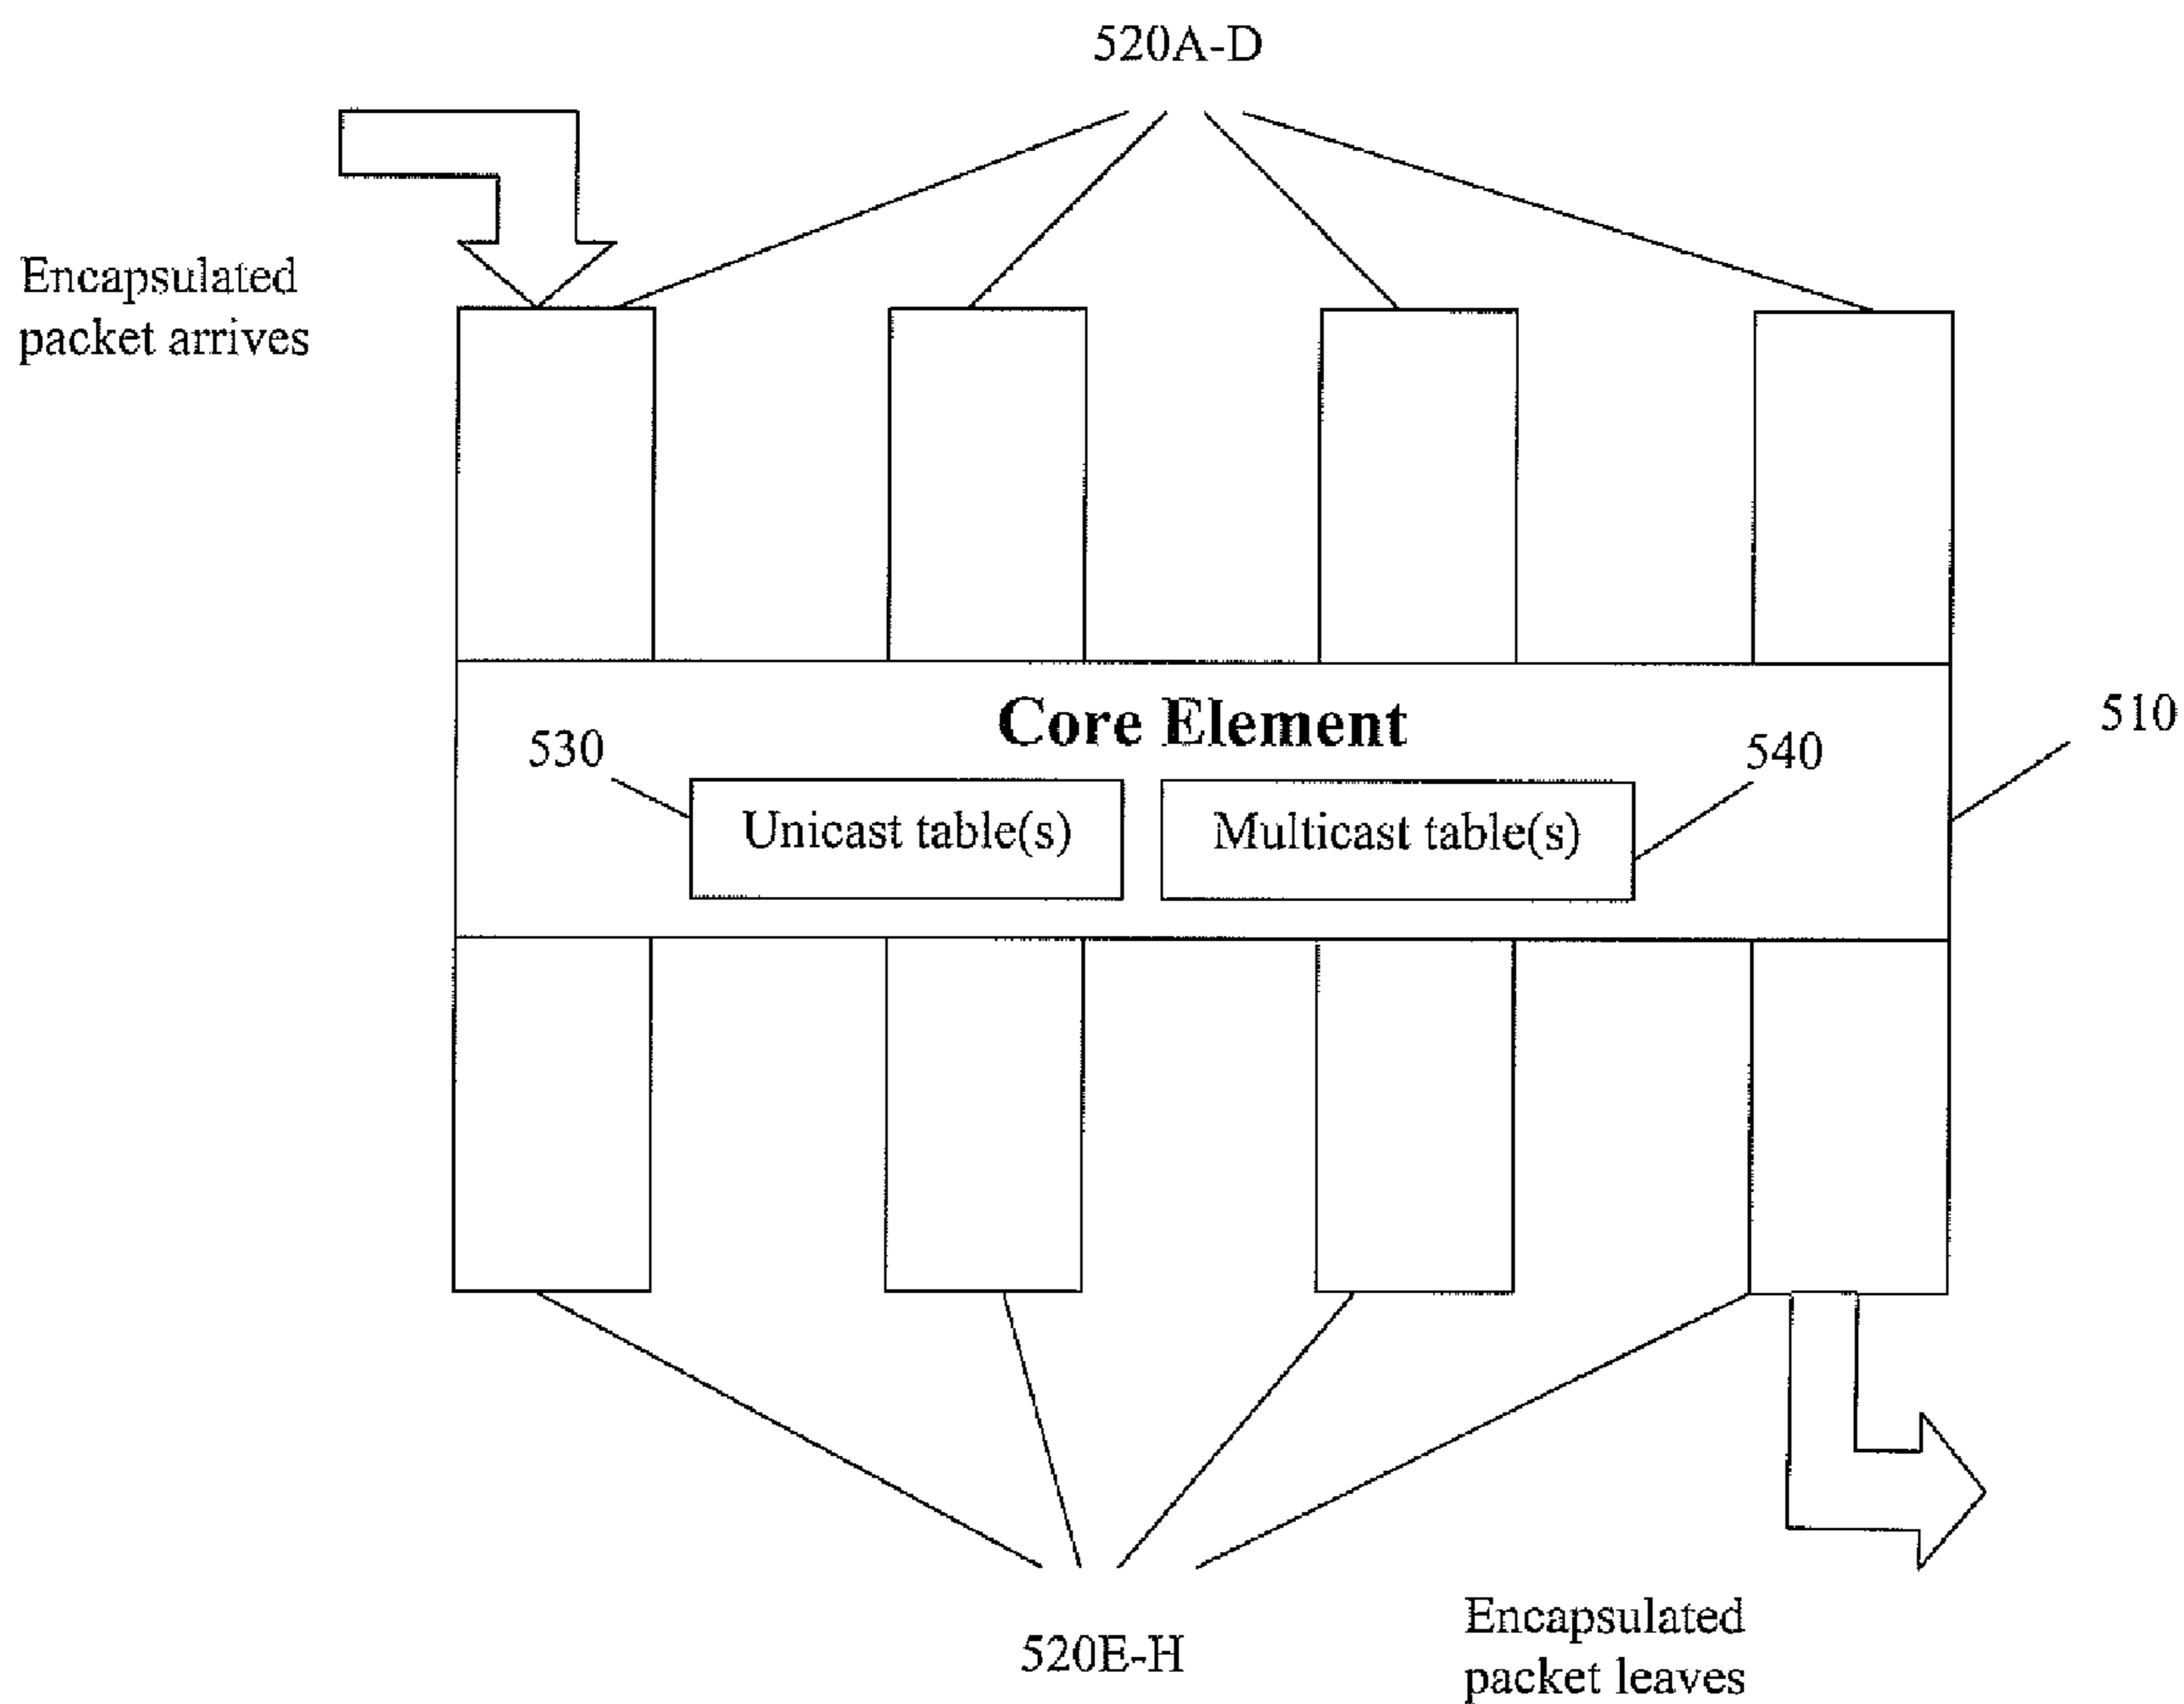 520A-D
Encapsulated
packet arrives
Core Element
510
530
540
Unicast table(s)
Multicast table(s)
520E-H
Encapsulated
packet leaves